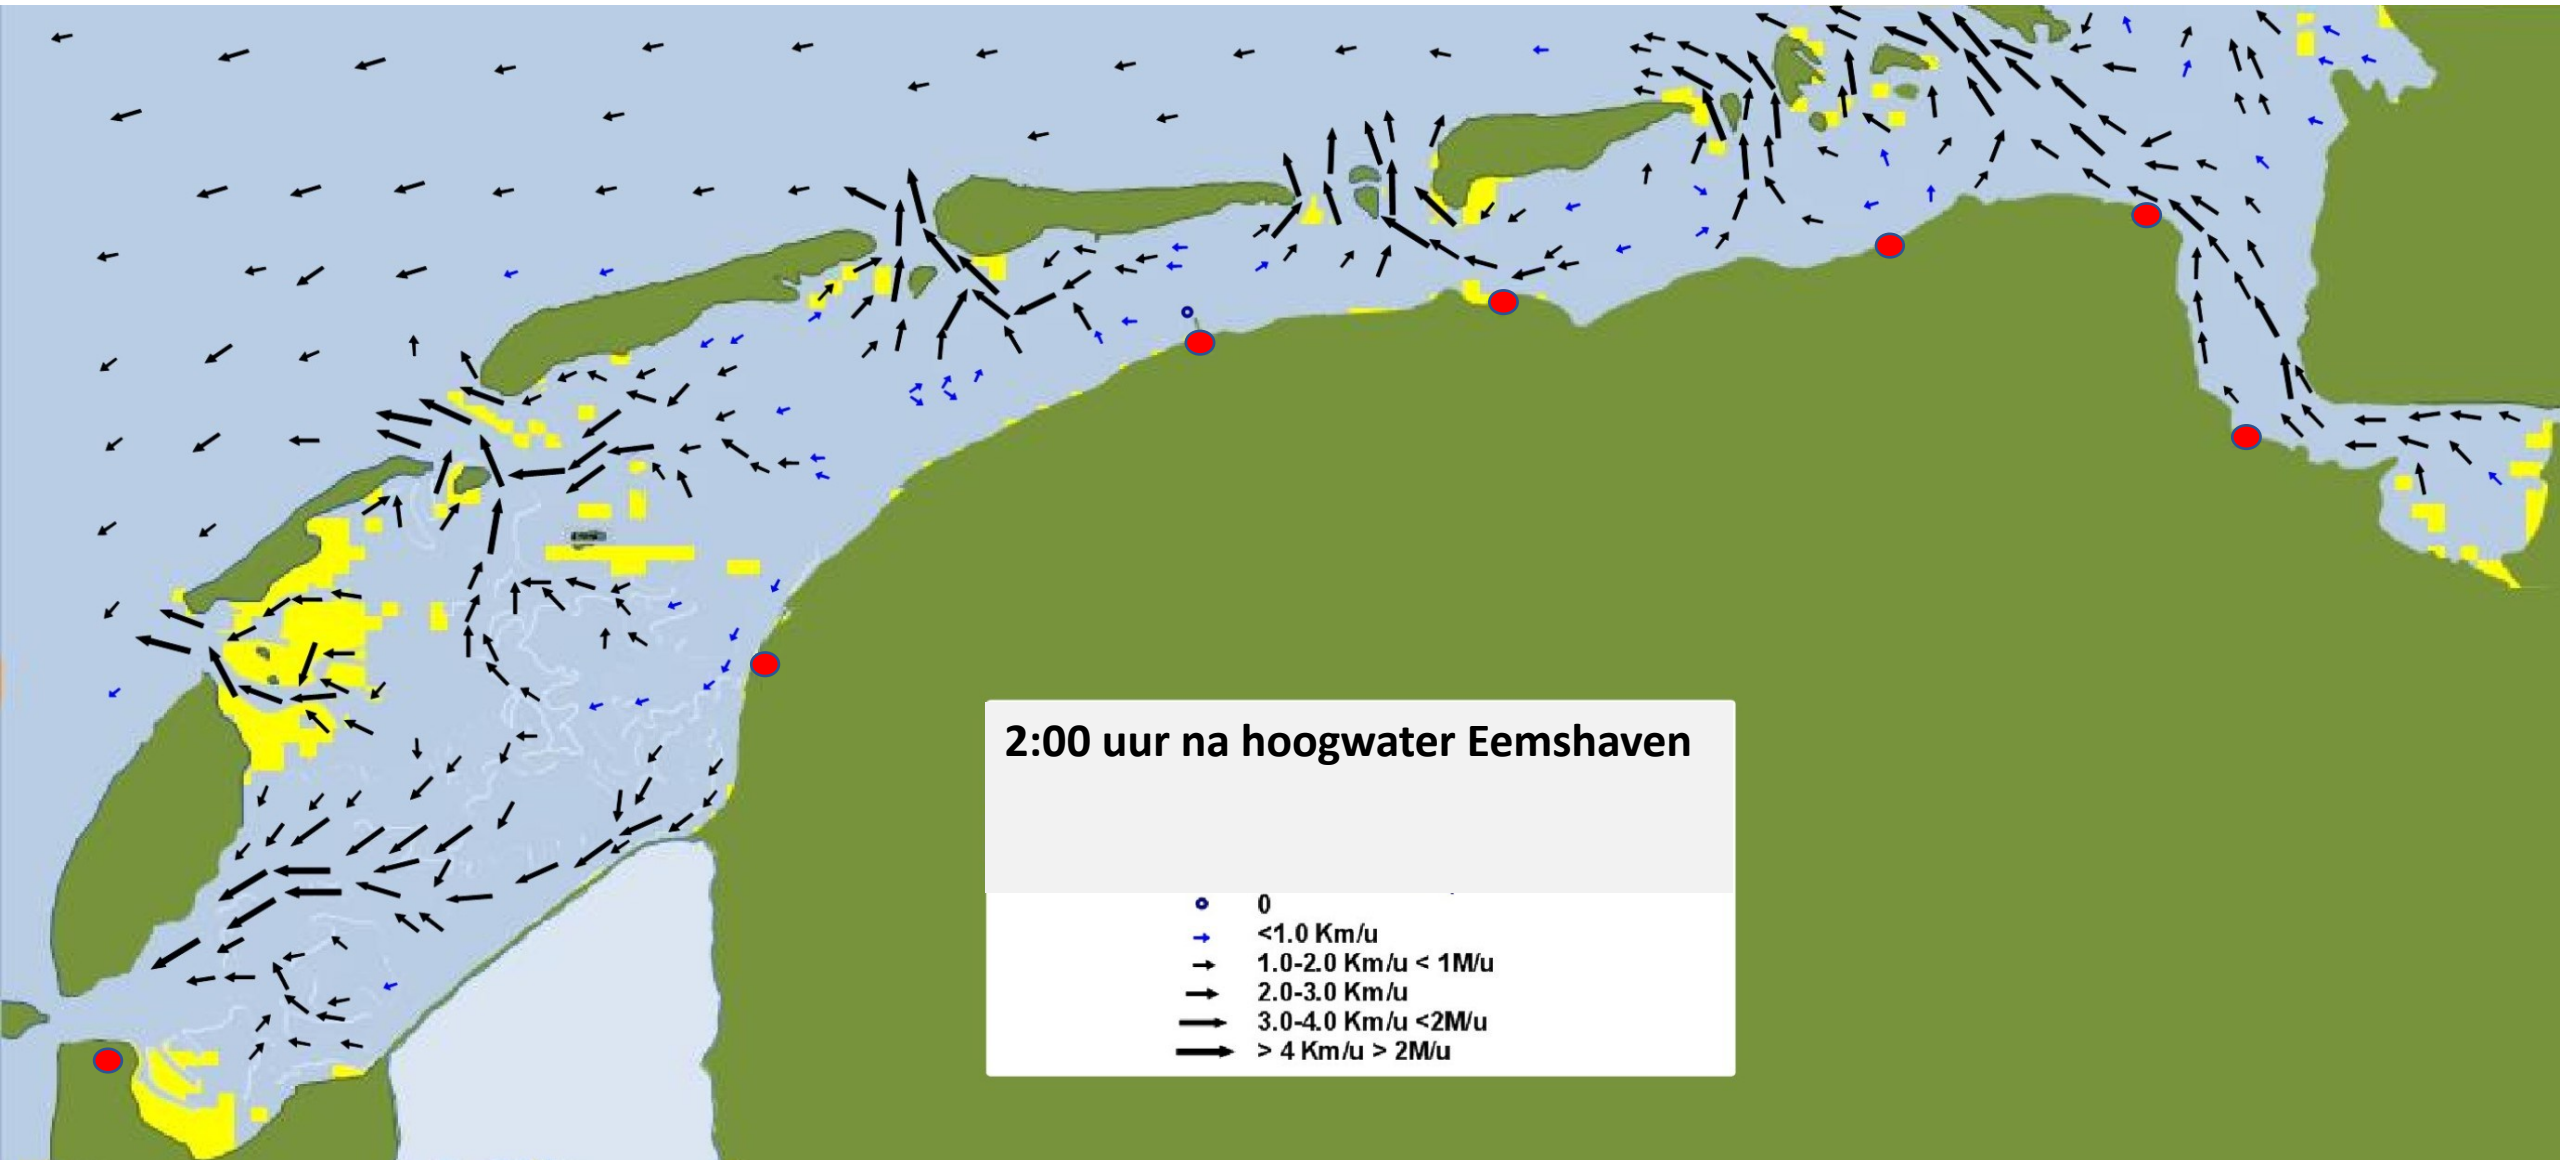 2:00 uur na hoogwater Eemshaven
0
<1.0 Km/u
1.0-2.0 Km/u < 1M/u
2.0-3.0 Km/u
3.0-4.0 Km/u <2M/u
> 4 Km/u > 2M/u